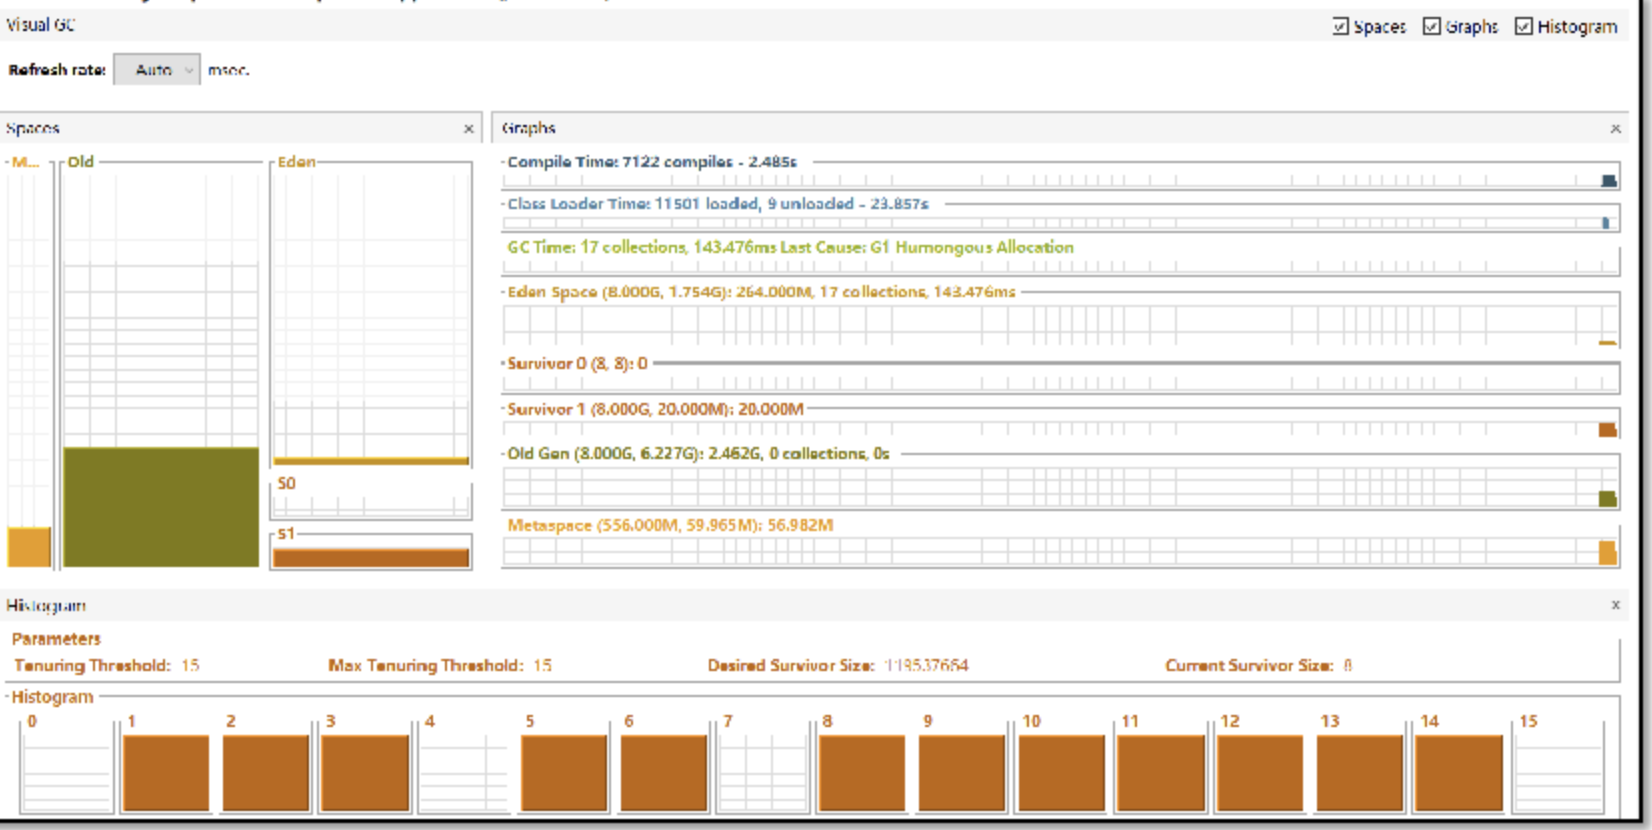 Visual GC
Spaces Graphs Histogram
Refresh rate: Auto msec.
Spaces x
Graphs x
M... Old Eden
S0
S1
Compile Time: 7122 compiles - 2.485s
Class Loader Time: 11501 loaded, 9 unloaded - 23.857s
GC Time: 17 collections, 143.476ms Last Cause: G1 Humongous Allocation
Eden Space (8.000G, 1.754G): 264.000M, 17 collections, 143.476ms
Survivor 0 (8, 8): 0
Survivor 1 (8.000G, 20.000M): 20.000M
Old Gen (8.000G, 6.227G): 2.462G, 0 collections, 0s
Metaspace (556.000M, 59.965M): 56.982M
Histogram x
Parameters
Tenuring Threshold: 15 Max Tenuring Threshold: 15 Desired Survivor Size: 119537664 Current Survivor Size: 8
Histogram
0 1 2 3 4 5 6 7 8 9 10 11 12 13 14 15